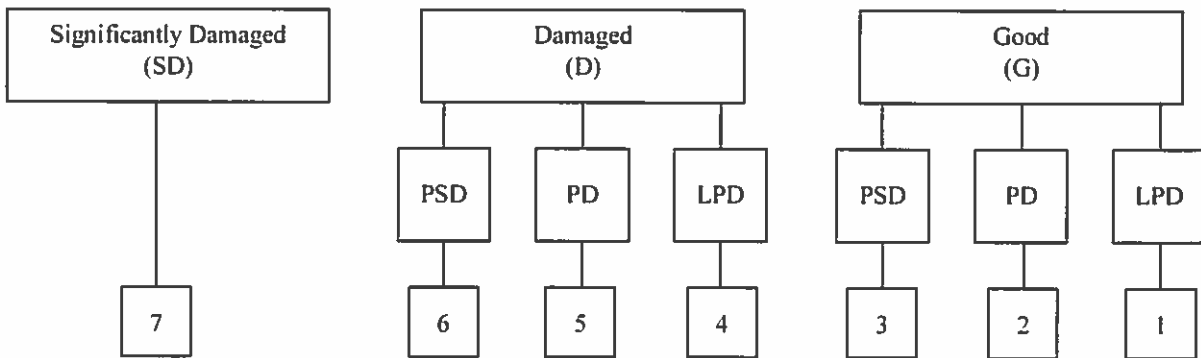 Significantly Damaged
(SD)
Damaged
(D)
Good
(G)
PSD
PD
LPD
PSD
PD
LPD
7
6
5
4
3
2
1